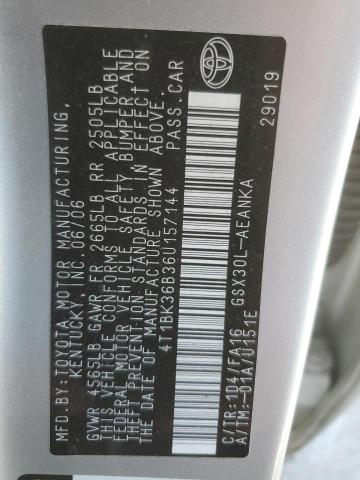 MFD.BY:TOYOTA MOTOR MANUFACTURING,
KENTUCKY, INC. 06/06
GVWR 4565LB GAWR FR 2665LB RR 2505LB
THIS VEHICLE CONFORMS TO ALL APPLICABLE
FEDERAL MOTOR VEHICLE SAFETY, BUMPER, AND
THEFT PREVENTION STANDARDS IN EFFECT ON
THE DATE OF MANUFACTURE SHOWN ABOVE.
4T1BK36B36U157144 PASS.CAR
C/TR:1D4/FA16 GSX30L-AEANKA
A/TM:-01A/U151E 29019